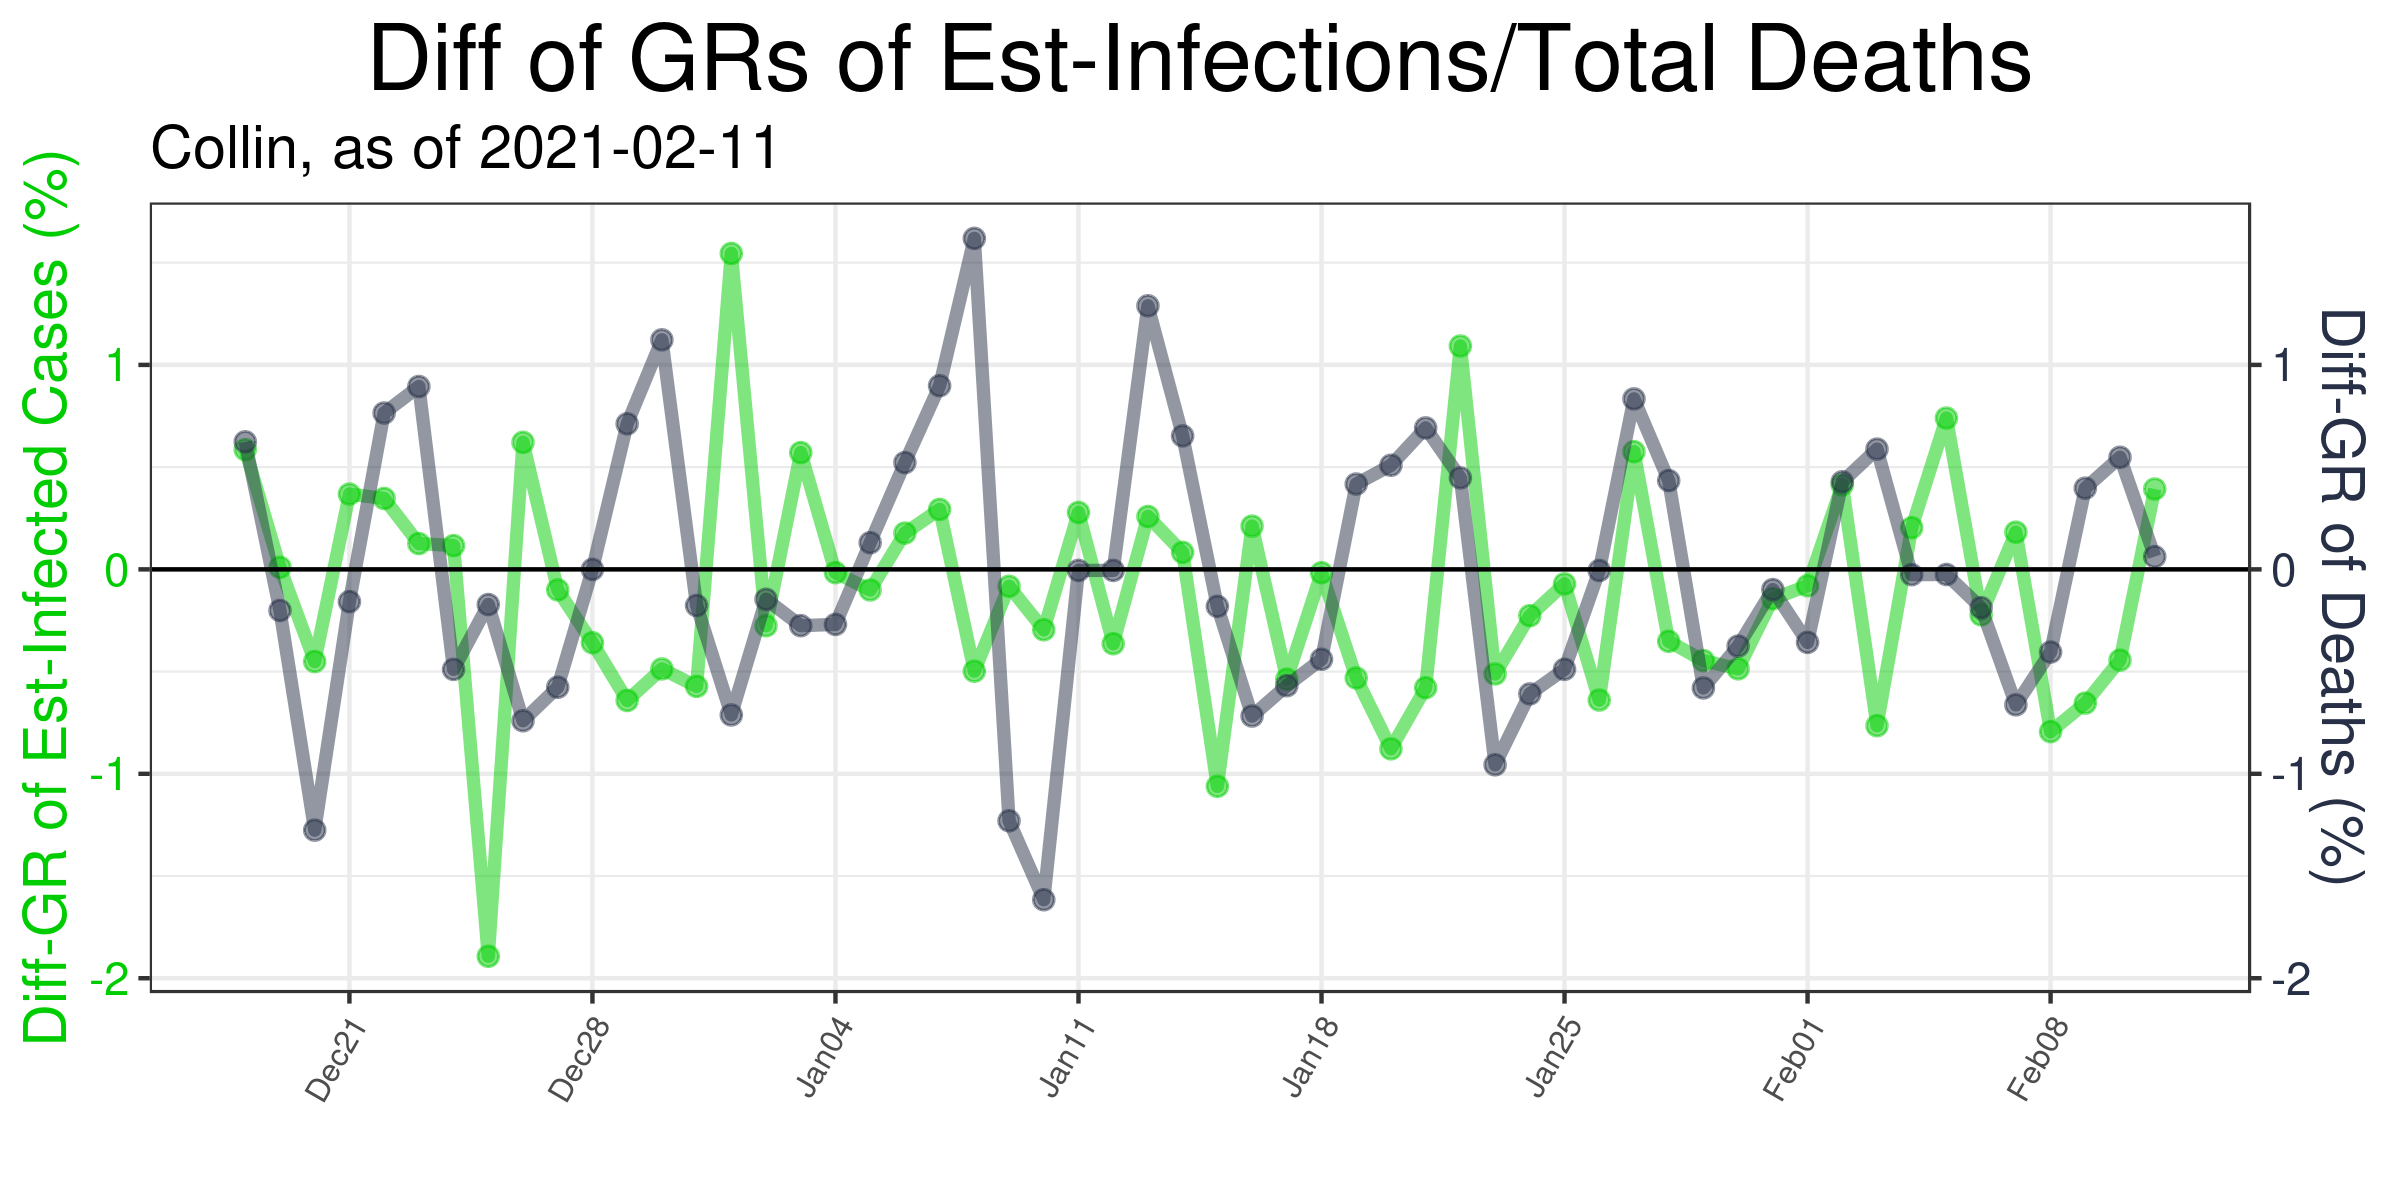 Diff of GRs of Est-Infections/Total Deaths
Collin, as of 2021-02-11
Diff-GR of Est-Infected Cases (%)
1
0
-1
-2
1
0
-1
-2
Diff-GR of Deaths (%)
Dec21
Dec28
Jan04
Jan11
Jan18
Jan25
Feb01
Feb08